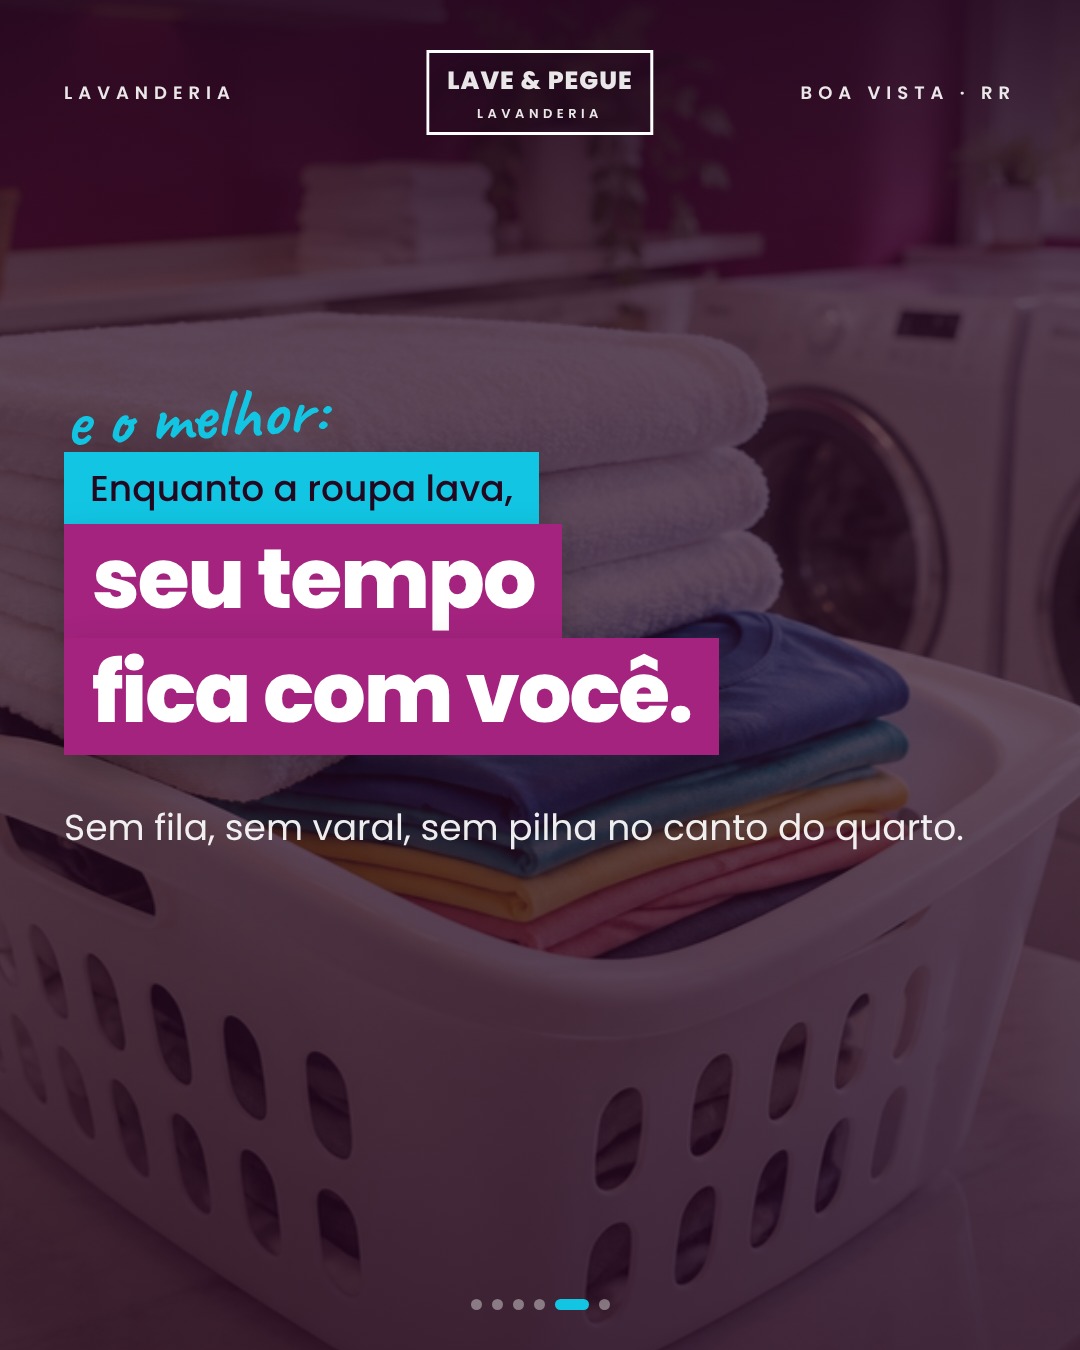 LAVANDERIA
LAVE & PEGUE
LAVANDERIA
BOA VISTA · RR
e o melhor:
Enquanto a roupa lava,
seu tempo
fica com você.
Sem fila, sem varal, sem pilha no canto do quarto.